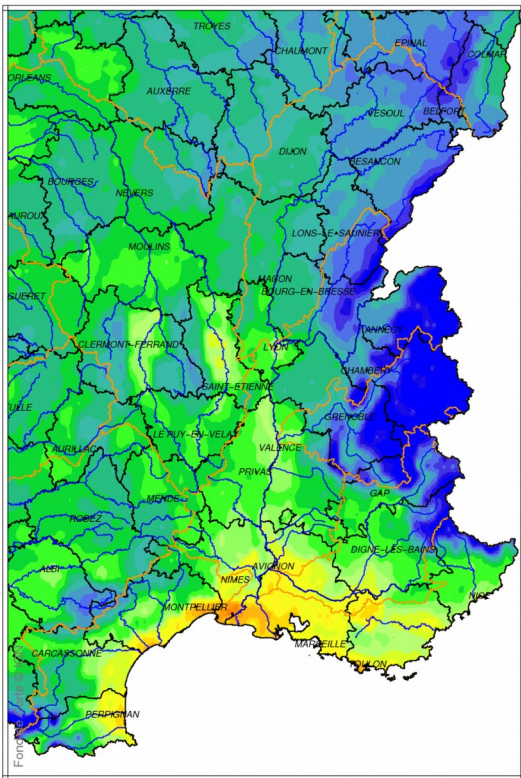 TROYES
EPINAL
CHAUMONT
COLMAR
ORLEANS
AUXERRE
VESOUL
BELFORT
DIJON
BESANCON
BOURGES
NEVERS
LONS-LE-SAUNIER
MOULINS
MACON
BOURG-EN-BRESSE
GUERET
ANNECY
CLERMONT-FERRAND
LYON
CHAMBERY
SAINT-ETIENNE
TULLE
GRENOBLE
LE PUY-EN-VELAY
AURILLAC
VALENCE
PRIVAS
GAP
MENDE
RODEZ
DIGNE-LES-BAINS
AVIGNON
ALBI
NIMES
NICE
MONTPELLIER
MARSEILLE
CARCASSONNE
TOULON
PERPIGNAN